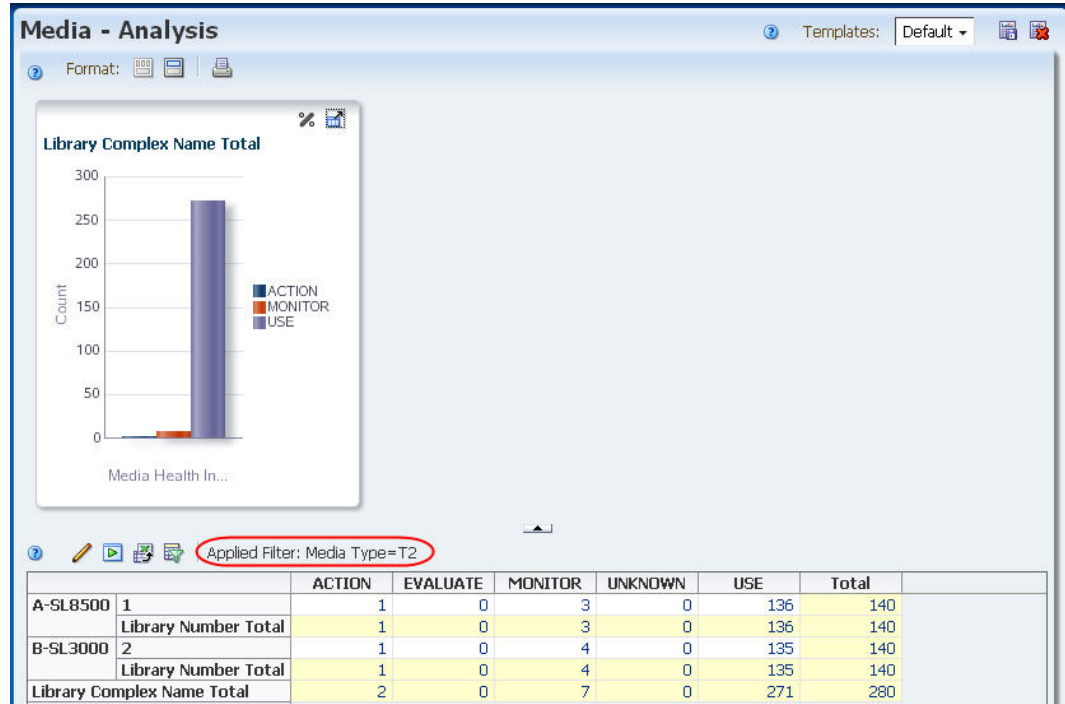 Media - Analysis
Templates: Default
Format:
Library Complex Name Total
300
250
200
150
100
50
0
Count
ACTION
MONITOR
USE
Media Health In...
Applied Filter: Media Type=T2
ACTION EVALUATE MONITOR UNKNOWN USE Total
A-SL8500 1 1 0 3 0 136 140
Library Number Total 1 0 3 0 136 140
B-SL3000 2 1 0 4 0 135 140
Library Number Total 1 0 4 0 135 140
Library Complex Name Total 2 0 7 0 271 280